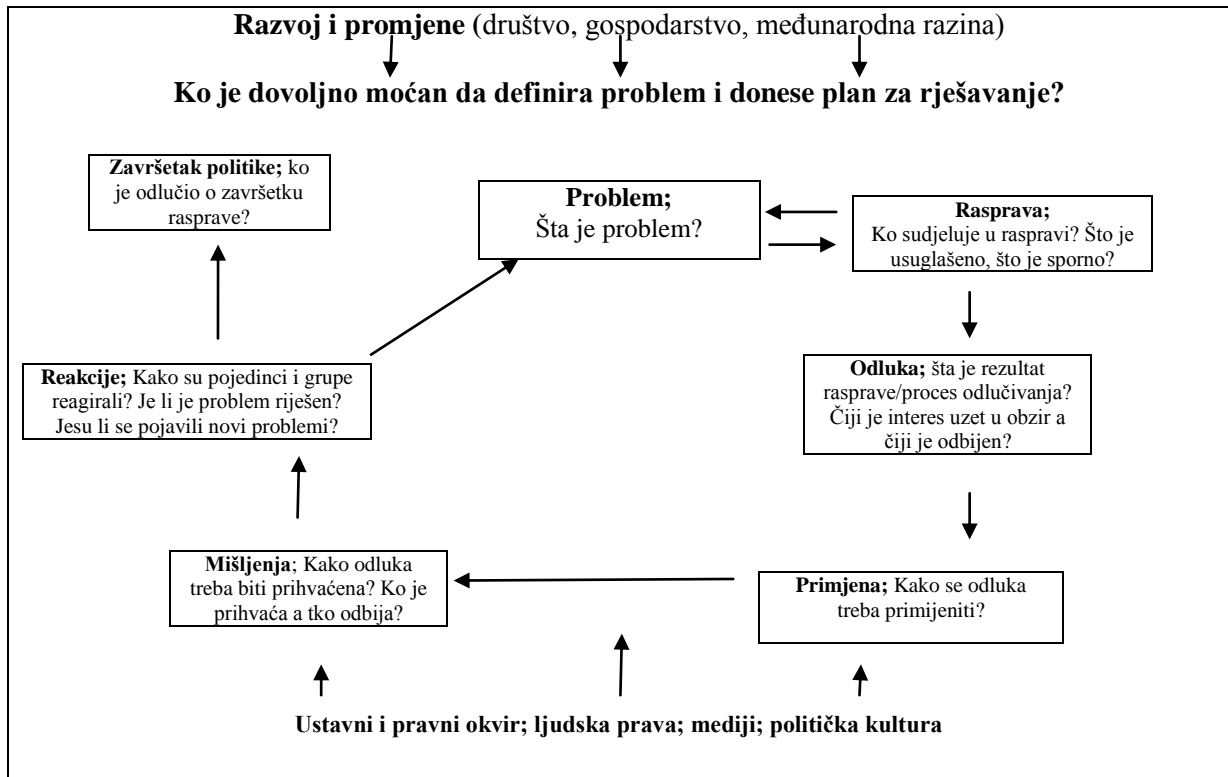 Razvoj i promjene (društvo, gospodarstvo, međunarodna razina)
Ko je dovoljno moćan da definira problem i donese plan za rješavanje?
Završetak politike; ko
je odlučio o završetku
rasprave?
Problem;
Šta je problem?
Rasprava;
Ko sudjeluje u raspravi? Što je
usuglašeno, što je sporno?
Reakcije; Kako su pojedinci i grupe
reagirali? Je li je problem riješen?
Jesu li se pojavili novi problemi?
Odluka; šta je rezultat
rasprave/proces odlučivanja?
Čiji je interes uzet u obzir a
čiji je odbijen?
Mišljenja; Kako odluka
treba biti prihvaćena? Ko je
prihvaća a tko odbija?
Primjena; Kako se odluka
treba primijeniti?
Ustavni i pravni okvir; ljudska prava; mediji; politička kultura